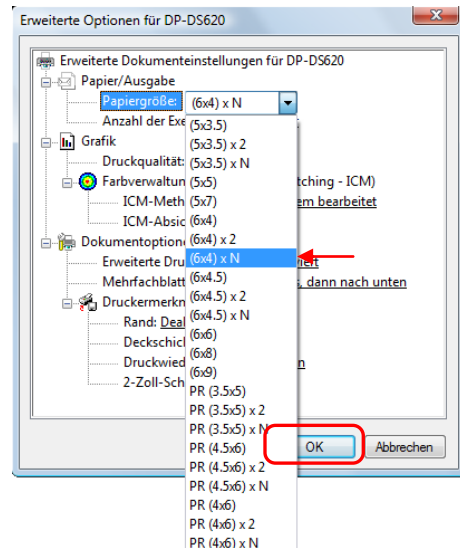 Erweiterte Optionen für DP-DS620
Erweiterte Dokumenteinstellungen für DP-DS620
Papier/Ausgabe
Papiergröße: (6x4) x N
Anzahl der Exe
Grafik
Druckqualität:
Farbverwaltun
tching - ICM)
ICM-Meth
em bearbeitet
ICM-Absic
Dokumentoption
Erweiterte Dru
Mehrfachblatt
, dann nach unten
Druckermerkn
Rand: Deal
Deckschich
Druckwied
2-Zoll-Sch
(5x3.5)
(5x3.5) x 2
(5x3.5) x N
(5x5)
(5x7)
(6x4)
(6x4) x 2
(6x4) x N
(6x4.5)
(6x4.5) x 2
(6x4.5) x N
(6x6)
(6x8)
(6x9)
PR (3.5x5)
PR (3.5x5) x 2
PR (3.5x5) x N
PR (4.5x6)
PR (4.5x6) x 2
PR (4.5x6) x N
PR (4x6)
PR (4x6) x 2
PR (4x6) x N
OK
Abbrechen